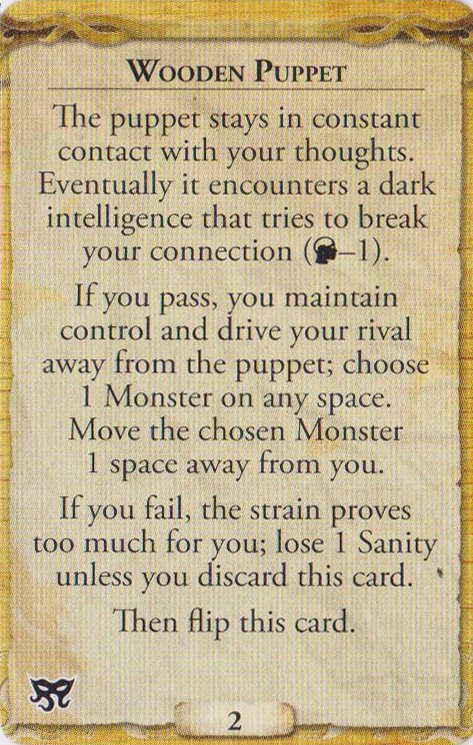 WOODEN PUPPET
The puppet stays in constant
contact with your thoughts.
Eventually it encounters a dark
intelligence that tries to break
your connection (–1).
If you pass, you maintain
control and drive your rival
away from the puppet; choose
1 Monster on any space.
Move the chosen Monster
1 space away from you.
If you fail, the strain proves
too much for you; lose 1 Sanity
unless you discard this card.
Then flip this card.
2